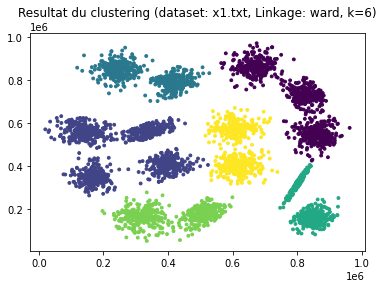 Resultat du clustering (dataset: x1.txt, Linkage: ward, k=6)
1e6
1.0
0.8
0.6
0.4
0.2
0.0 0.2 0.4 0.6 0.8 1.0
1e6